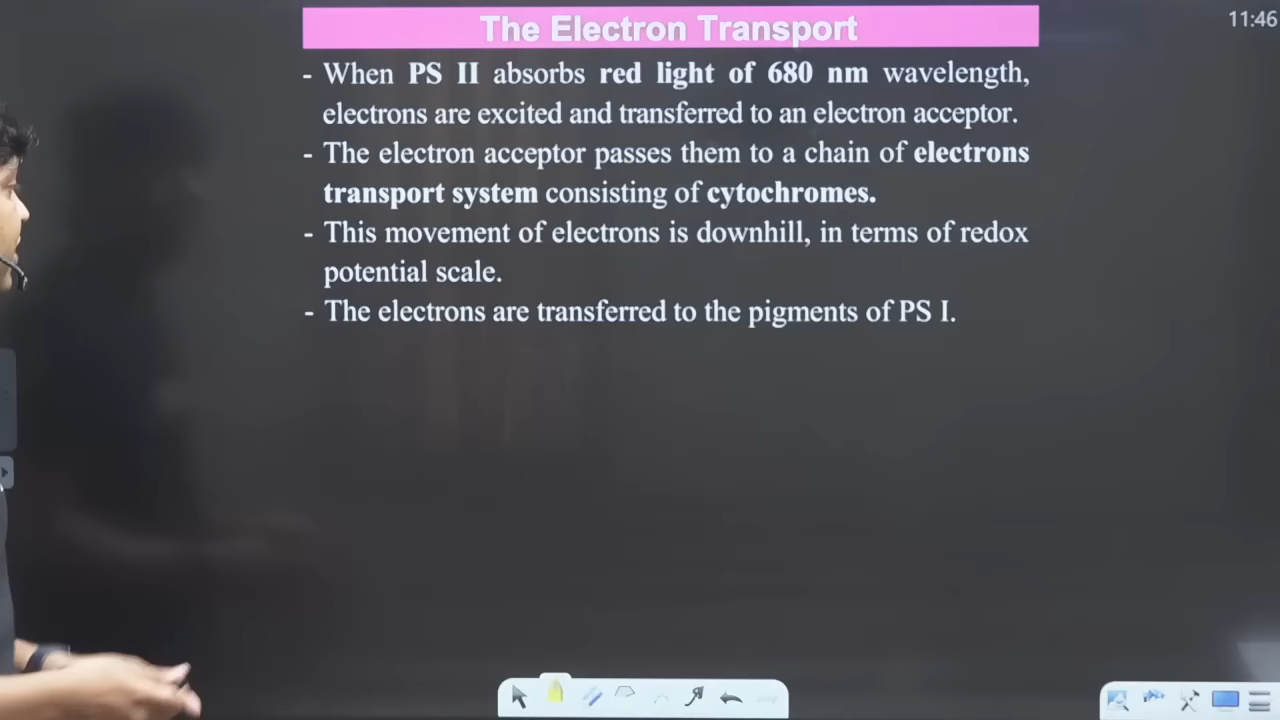 The Electron Transport
11:46
- When PS II absorbs red light of 680 nm wavelength,
electrons are excited and transferred to an electron acceptor.
- The electron acceptor passes them to a chain of electrons
transport system consisting of cytochromes.
- This movement of electrons is downhill, in terms of redox
potential scale.
- The electrons are transferred to the pigments of PS I.